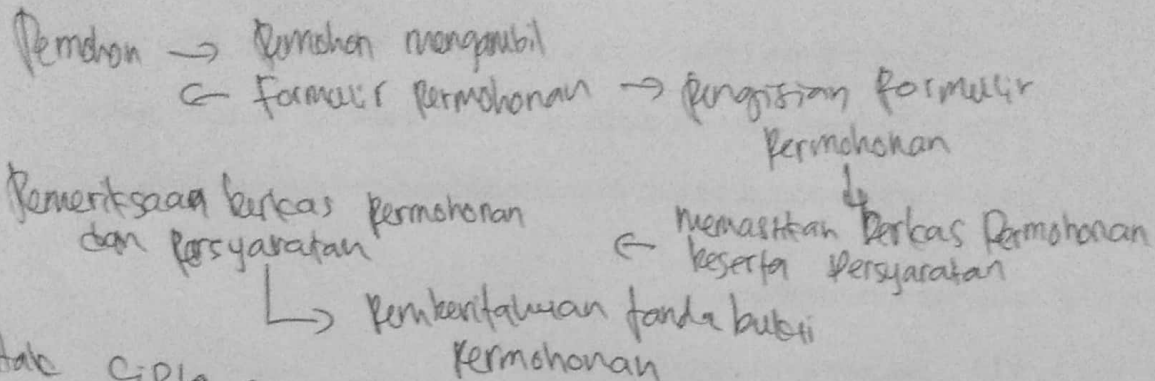 Pemohon → Pemohon mengambil
← formulir permohonan → Pengisian formulir
Permohonan
↓
Pemeriksaan berkas permohonan
dan Persyaratan
← Memasukkan Berkas Permohonan
beserta Persyaratan
↳ Pemberitahuan tanda bukti
Permohonan